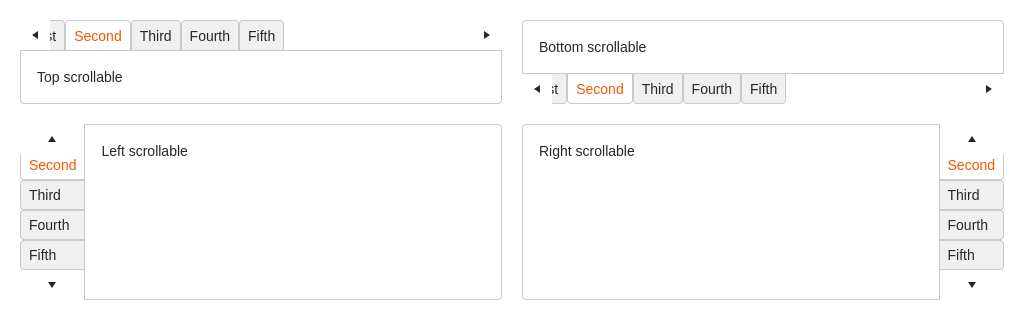 st Second Third Fourth Fifth
Top scrollable
Bottom scrollable
st Second Third Fourth Fifth
Second
Third
Fourth
Fifth
Left scrollable
Right scrollable
Second
Third
Fourth
Fifth